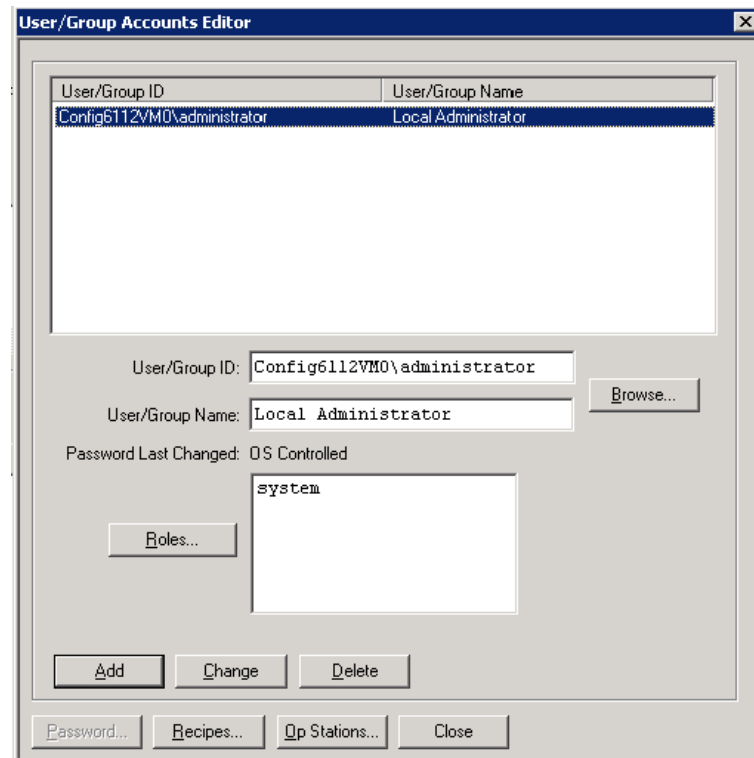 User/Group Accounts Editor
User/Group ID User/Group Name
Config6112VM0\administrator Local Administrator
User/Group ID: Config6112VM0\administrator
Browse...
User/Group Name: Local Administrator
Password Last Changed: OS Controlled
system
Roles...
Add Change Delete
Password... Recipes... Op Stations... Close